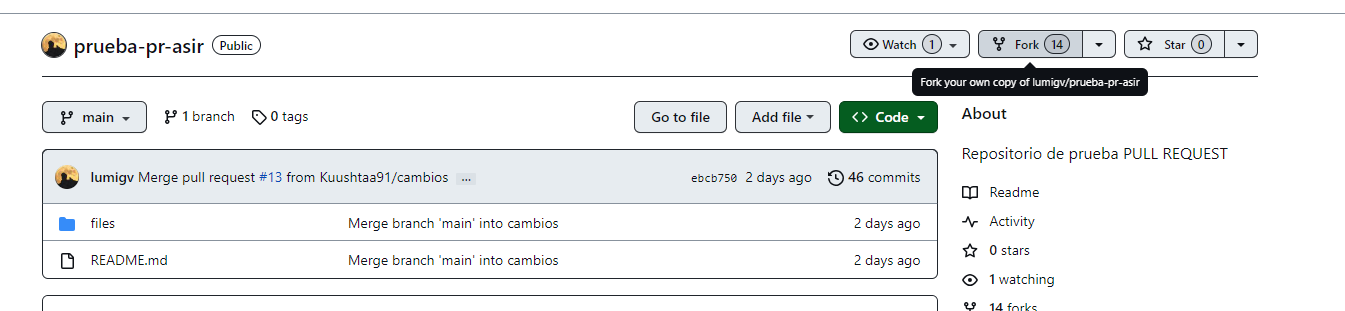 prueba-pr-asir Public Watch 1 Fork 14 Star 0
Fork your own copy of lumigv/prueba-pr-asir
main 1 branch 0 tags Go to file Add file Code
lumigv Merge pull request #13 from Kuushtaa91/cambios ... ebcb750 2 days ago 46 commits
files Merge branch 'main' into cambios 2 days ago
README.md Merge branch 'main' into cambios 2 days ago
About
Repositorio de prueba PULL REQUEST
Readme
Activity
0 stars
1 watching
14 forks